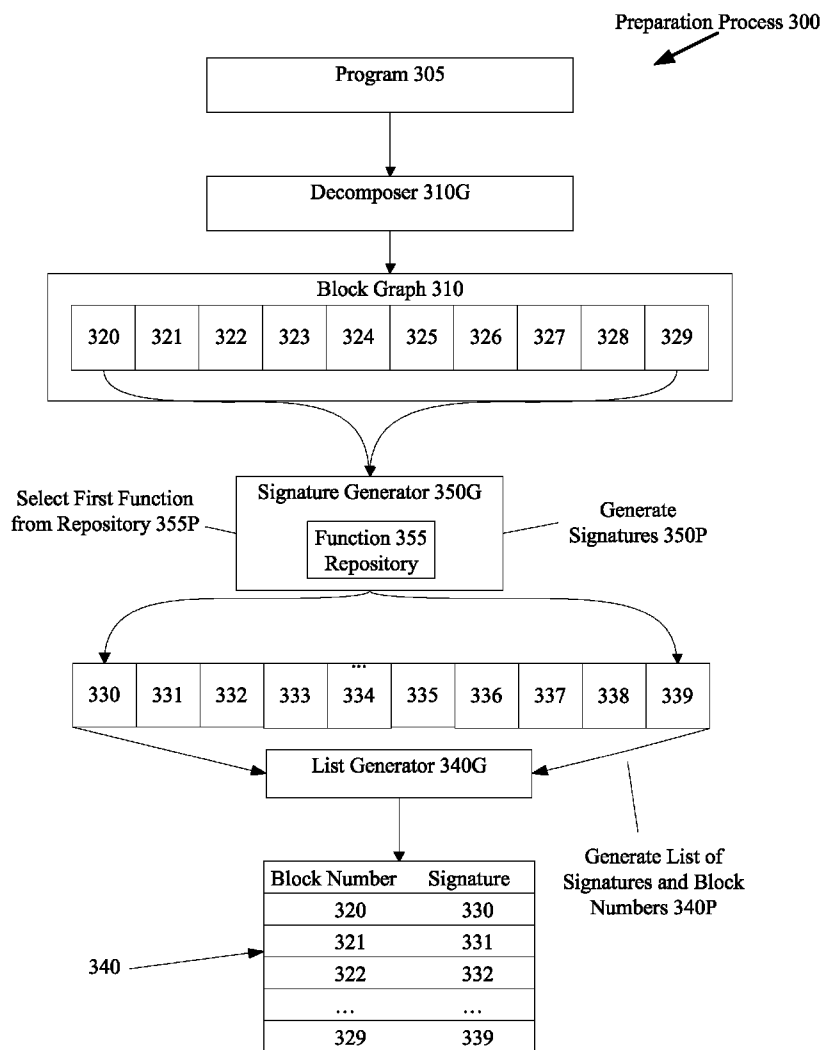 Preparation Process 300
Program 305
Decomposer 310G
Block Graph 310
320 321 322 323 324 325 326 327 328 329
Signature Generator 350G
Select First Function
from Repository 355P
Function 355
Repository
Generate
Signatures 350P
...
330 331 332 333 334 335 336 337 338 339
List Generator 340G
Generate List of
Signatures and Block
Numbers 340P
Block Number Signature
320 330
321 331
340
322 332
... ...
329 339